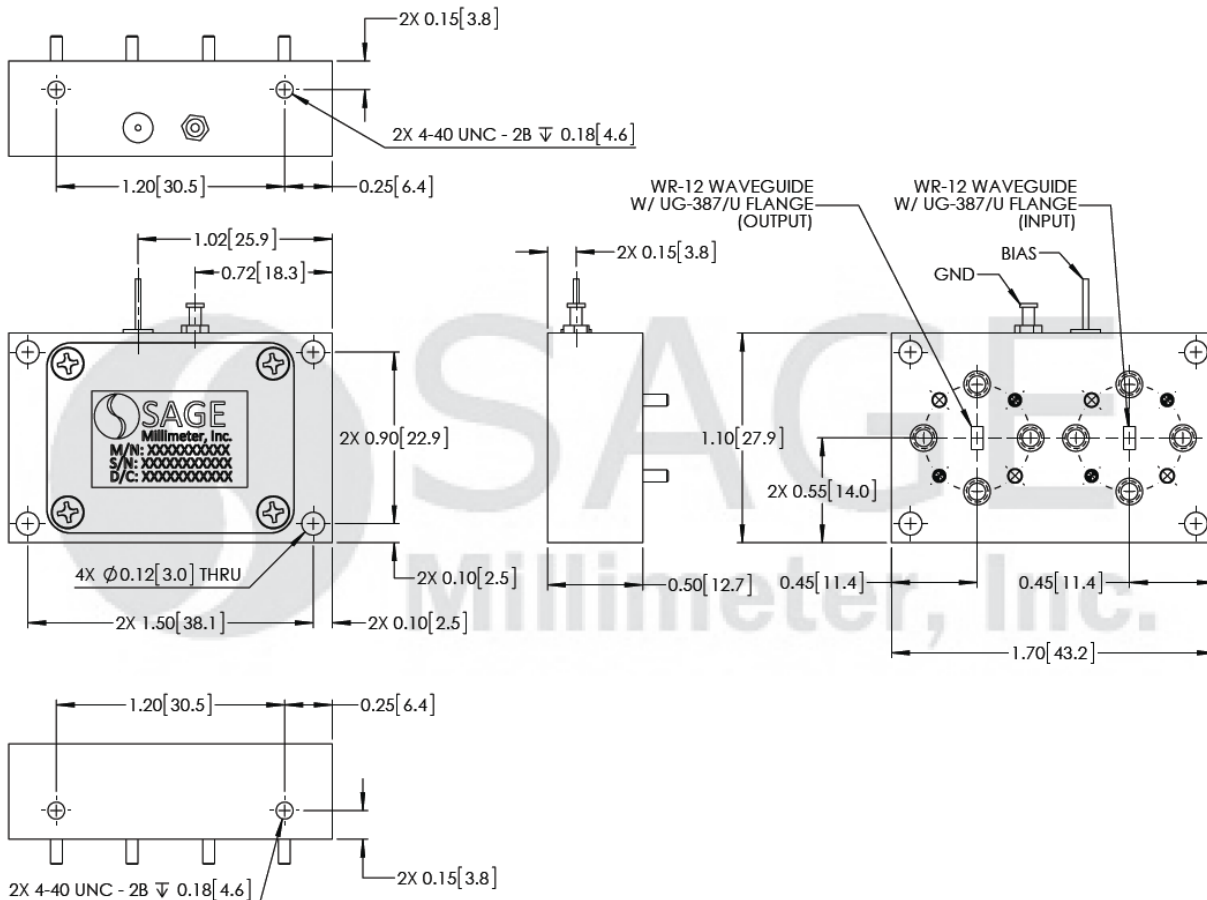 2X 0.15[3.8]
2X 4-40 UNC - 2B ↧ 0.18[4.6]
1.20[30.5]
0.25[6.4]
WR-12 WAVEGUIDE
W/ UG-387/U FLANGE
(OUTPUT)
WR-12 WAVEGUIDE
W/ UG-387/U FLANGE
(INPUT)
1.02[25.9]
0.72[18.3]
2X 0.15[3.8]
GND
BIAS
SAGE
Millimeter, Inc.
M/N: XXXXXXXXXX
S/N: XXXXXXXXXXX
D/C: XXXXXXXXXXX
2X 0.90[22.9]
1.10[27.9]
2X 0.55[14.0]
4X Ø0.12[3.0] THRU
2X 0.10[2.5]
2X 1.50[38.1]
2X 0.10[2.5]
0.50[12.7]
0.45[11.4]
0.45[11.4]
1.70[43.2]
SAGE
Millimeter, Inc.
1.20[30.5]
0.25[6.4]
2X 0.15[3.8]
2X 4-40 UNC - 2B ↧ 0.18[4.6]